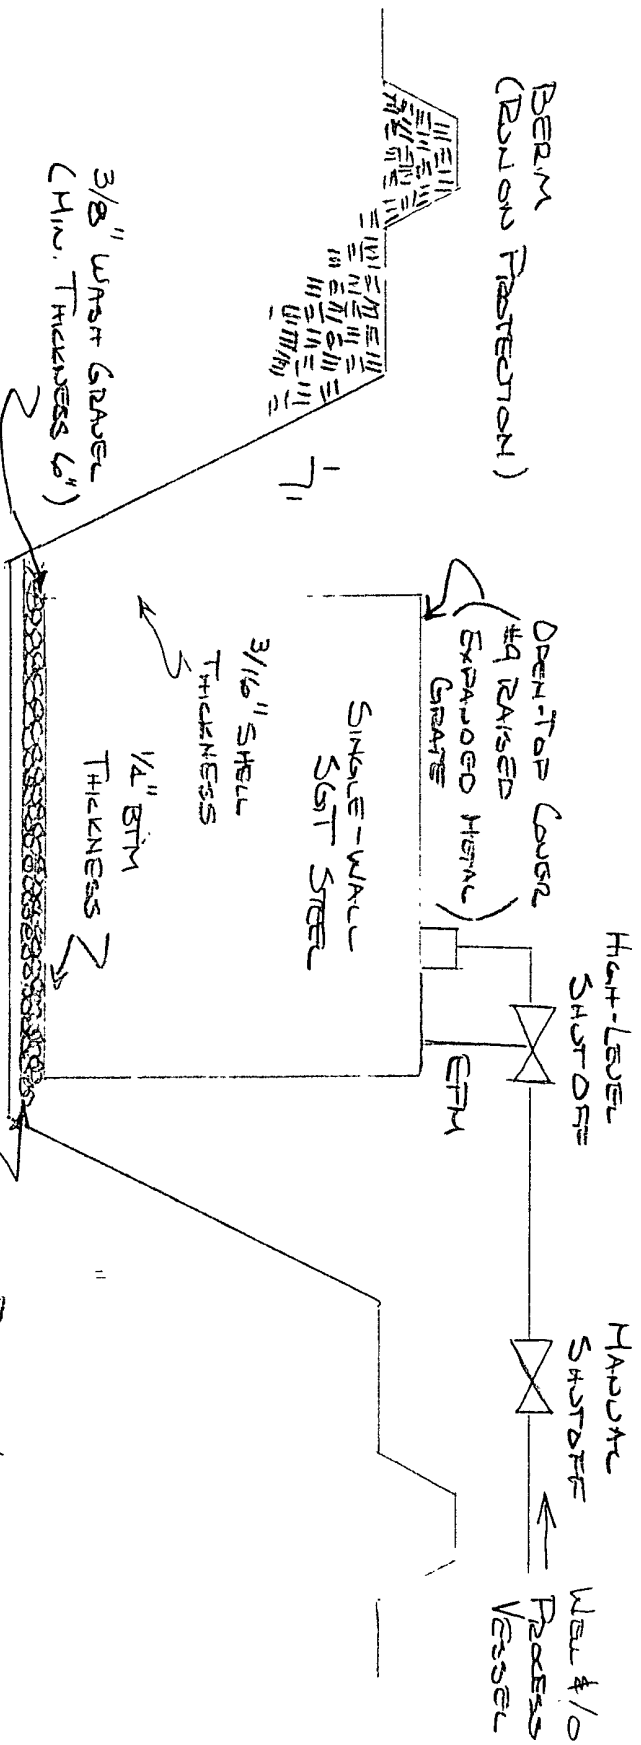 BERM
(RUN ON PROTECTION)
OPEN-TOP COVER
(#9 RAISED
EXPANDED METAL
GRATE)
HIGH-LEVEL
SHUTOFF
MANUAL
SHUTOFF
WELL &/O
PROCESS
VESSEL
EFM
SINGLE-WALL
SGT STEEL
3/16" SHELL
THICKNESS
1/4" BTM
THICKNESS
3/8" WASH GRAVEL
(MIN. THICKNESS 6")